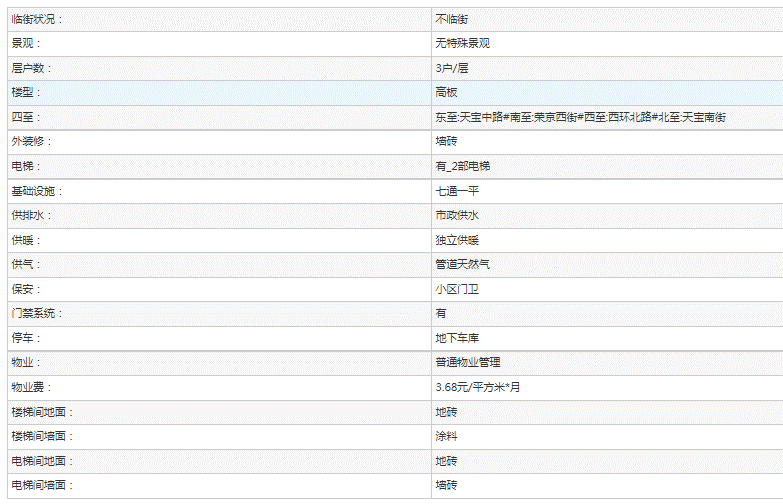 临街状况： 不临街
景观： 无特殊景观
层户数： 3户/层
楼型： 高板
四至： 东至:天宝中路#南至:荣京西街#西至:西环北路#北至:天宝南街
外装修： 墙砖
电梯： 有_2部电梯
基础设施： 七通一平
供排水： 市政供水
供暖： 独立供暖
供气： 管道天然气
保安： 小区门卫
门禁系统： 有
停车： 地下车库
物业： 普通物业管理
物业费： 3.68元/平方米*月
楼梯间地面： 地砖
楼梯间墙面： 涂料
电梯间地面： 地砖
电梯间墙面： 墙砖